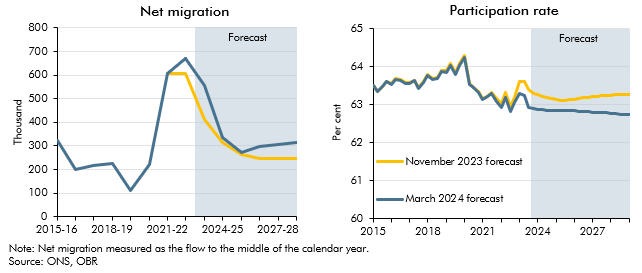 Net migration
800
700
600
500
400
300
200
100
0
Thousand
Forecast
2015-16 2018-19 2021-22 2024-25 2027-28
Participation rate
65
64
63
62
61
60
Per cent
Forecast
November 2023 forecast
March 2024 forecast
2015 2018 2021 2024 2027
Note: Net migration measured as the flow to the middle of the calendar year.
Source: ONS, OBR